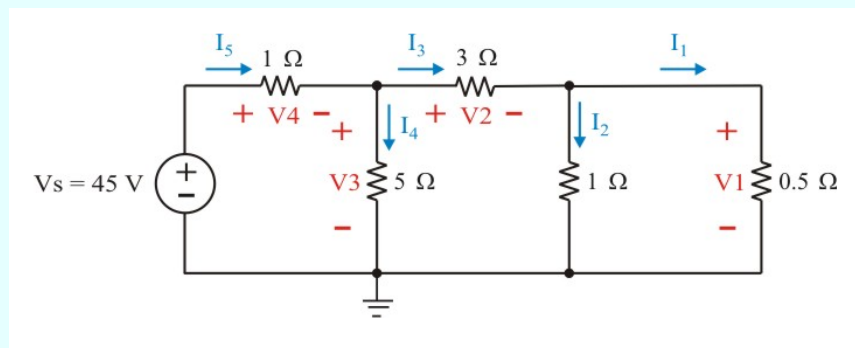 I₅ 1 Ω I₃ 3 Ω I₁
+ V4 − + I₄ + V2 − I₂ +
Vs = 45 V + − V3 5 Ω 1 Ω V1 0.5 Ω
− −